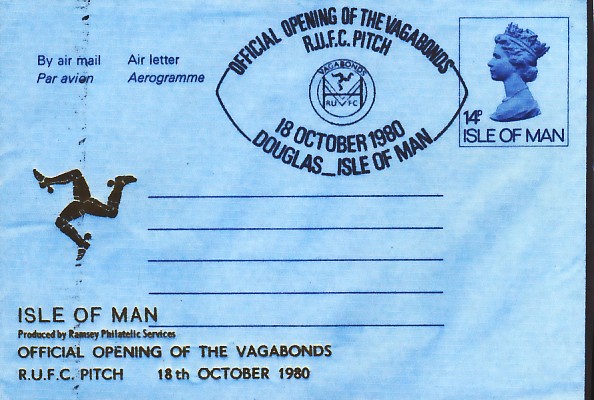 By air mail Air letter
Par avion Aerogramme
OFFICIAL OPENING OF THE VAGABONDS
R.U.F.C. PITCH
VAGABONDS
RU FC
18 OCTOBER 1980
DOUGLAS_ISLE OF MAN
14P
ISLE OF MAN
ISLE OF MAN
Produced by Ramsey Philatelic Services
OFFICIAL OPENING OF THE VAGABONDS
R.U.F.C. PITCH 18th OCTOBER 1980